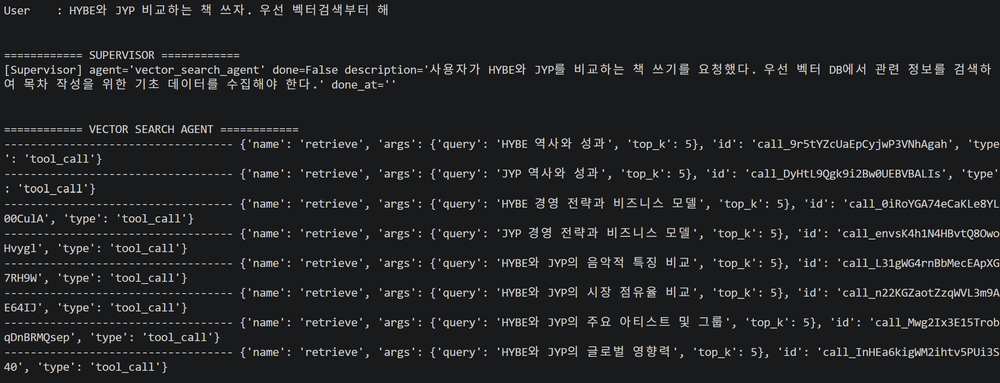 User    : HYBE와 JYP 비교하는 책 쓰자. 우선 벡터검색부터 해
============ SUPERVISOR ============
[Supervisor] agent='vector_search_agent' done=False description='사용자가 HYBE와 JYP를 비교하는 책 쓰기를 요청했다. 우선 벡터 DB에서 관련 정보를 검색하
여 목차 작성을 위한 기초 데이터를 수집해야 한다.' done_at=''
============ VECTOR SEARCH AGENT ============
----------------------------------- {'name': 'retrieve', 'args': {'query': 'HYBE 역사와 성과', 'top_k': 5}, 'id': 'call_9r5tYZcUaEpCyjwP3VNhAgah', 'type
': 'tool_call'}
----------------------------------- {'name': 'retrieve', 'args': {'query': 'JYP 역사와 성과', 'top_k': 5}, 'id': 'call_DyHtL9Qgk9i2Bw0UEBVBALIs', 'type'
: 'tool_call'}
----------------------------------- {'name': 'retrieve', 'args': {'query': 'HYBE 경영 전략과 비즈니스 모델', 'top_k': 5}, 'id': 'call_0iRoYGA74eCaKLe8YL
00CulA', 'type': 'tool_call'}
----------------------------------- {'name': 'retrieve', 'args': {'query': 'JYP 경영 전략과 비즈니스 모델', 'top_k': 5}, 'id': 'call_envsK4h1N4HBvtQ8Owo
Hvygl', 'type': 'tool_call'}
----------------------------------- {'name': 'retrieve', 'args': {'query': 'HYBE와 JYP의 음악적 특징 비교', 'top_k': 5}, 'id': 'call_L31gWG4rnBbMecEApXG
7RH9W', 'type': 'tool_call'}
----------------------------------- {'name': 'retrieve', 'args': {'query': 'HYBE와 JYP의 시장 점유율 비교', 'top_k': 5}, 'id': 'call_n22KGZaotZzqWVL3m9A
E64IJ', 'type': 'tool_call'}
----------------------------------- {'name': 'retrieve', 'args': {'query': 'HYBE와 JYP의 주요 아티스트 및 그룹', 'top_k': 5}, 'id': 'call_Mwg2Ix3E15Trob
qDnBRMQsep', 'type': 'tool_call'}
----------------------------------- {'name': 'retrieve', 'args': {'query': 'HYBE와 JYP의 글로벌 영향력', 'top_k': 5}, 'id': 'call_InHEa6kigWM2ihtv5PUi3S
40', 'type': 'tool_call'}